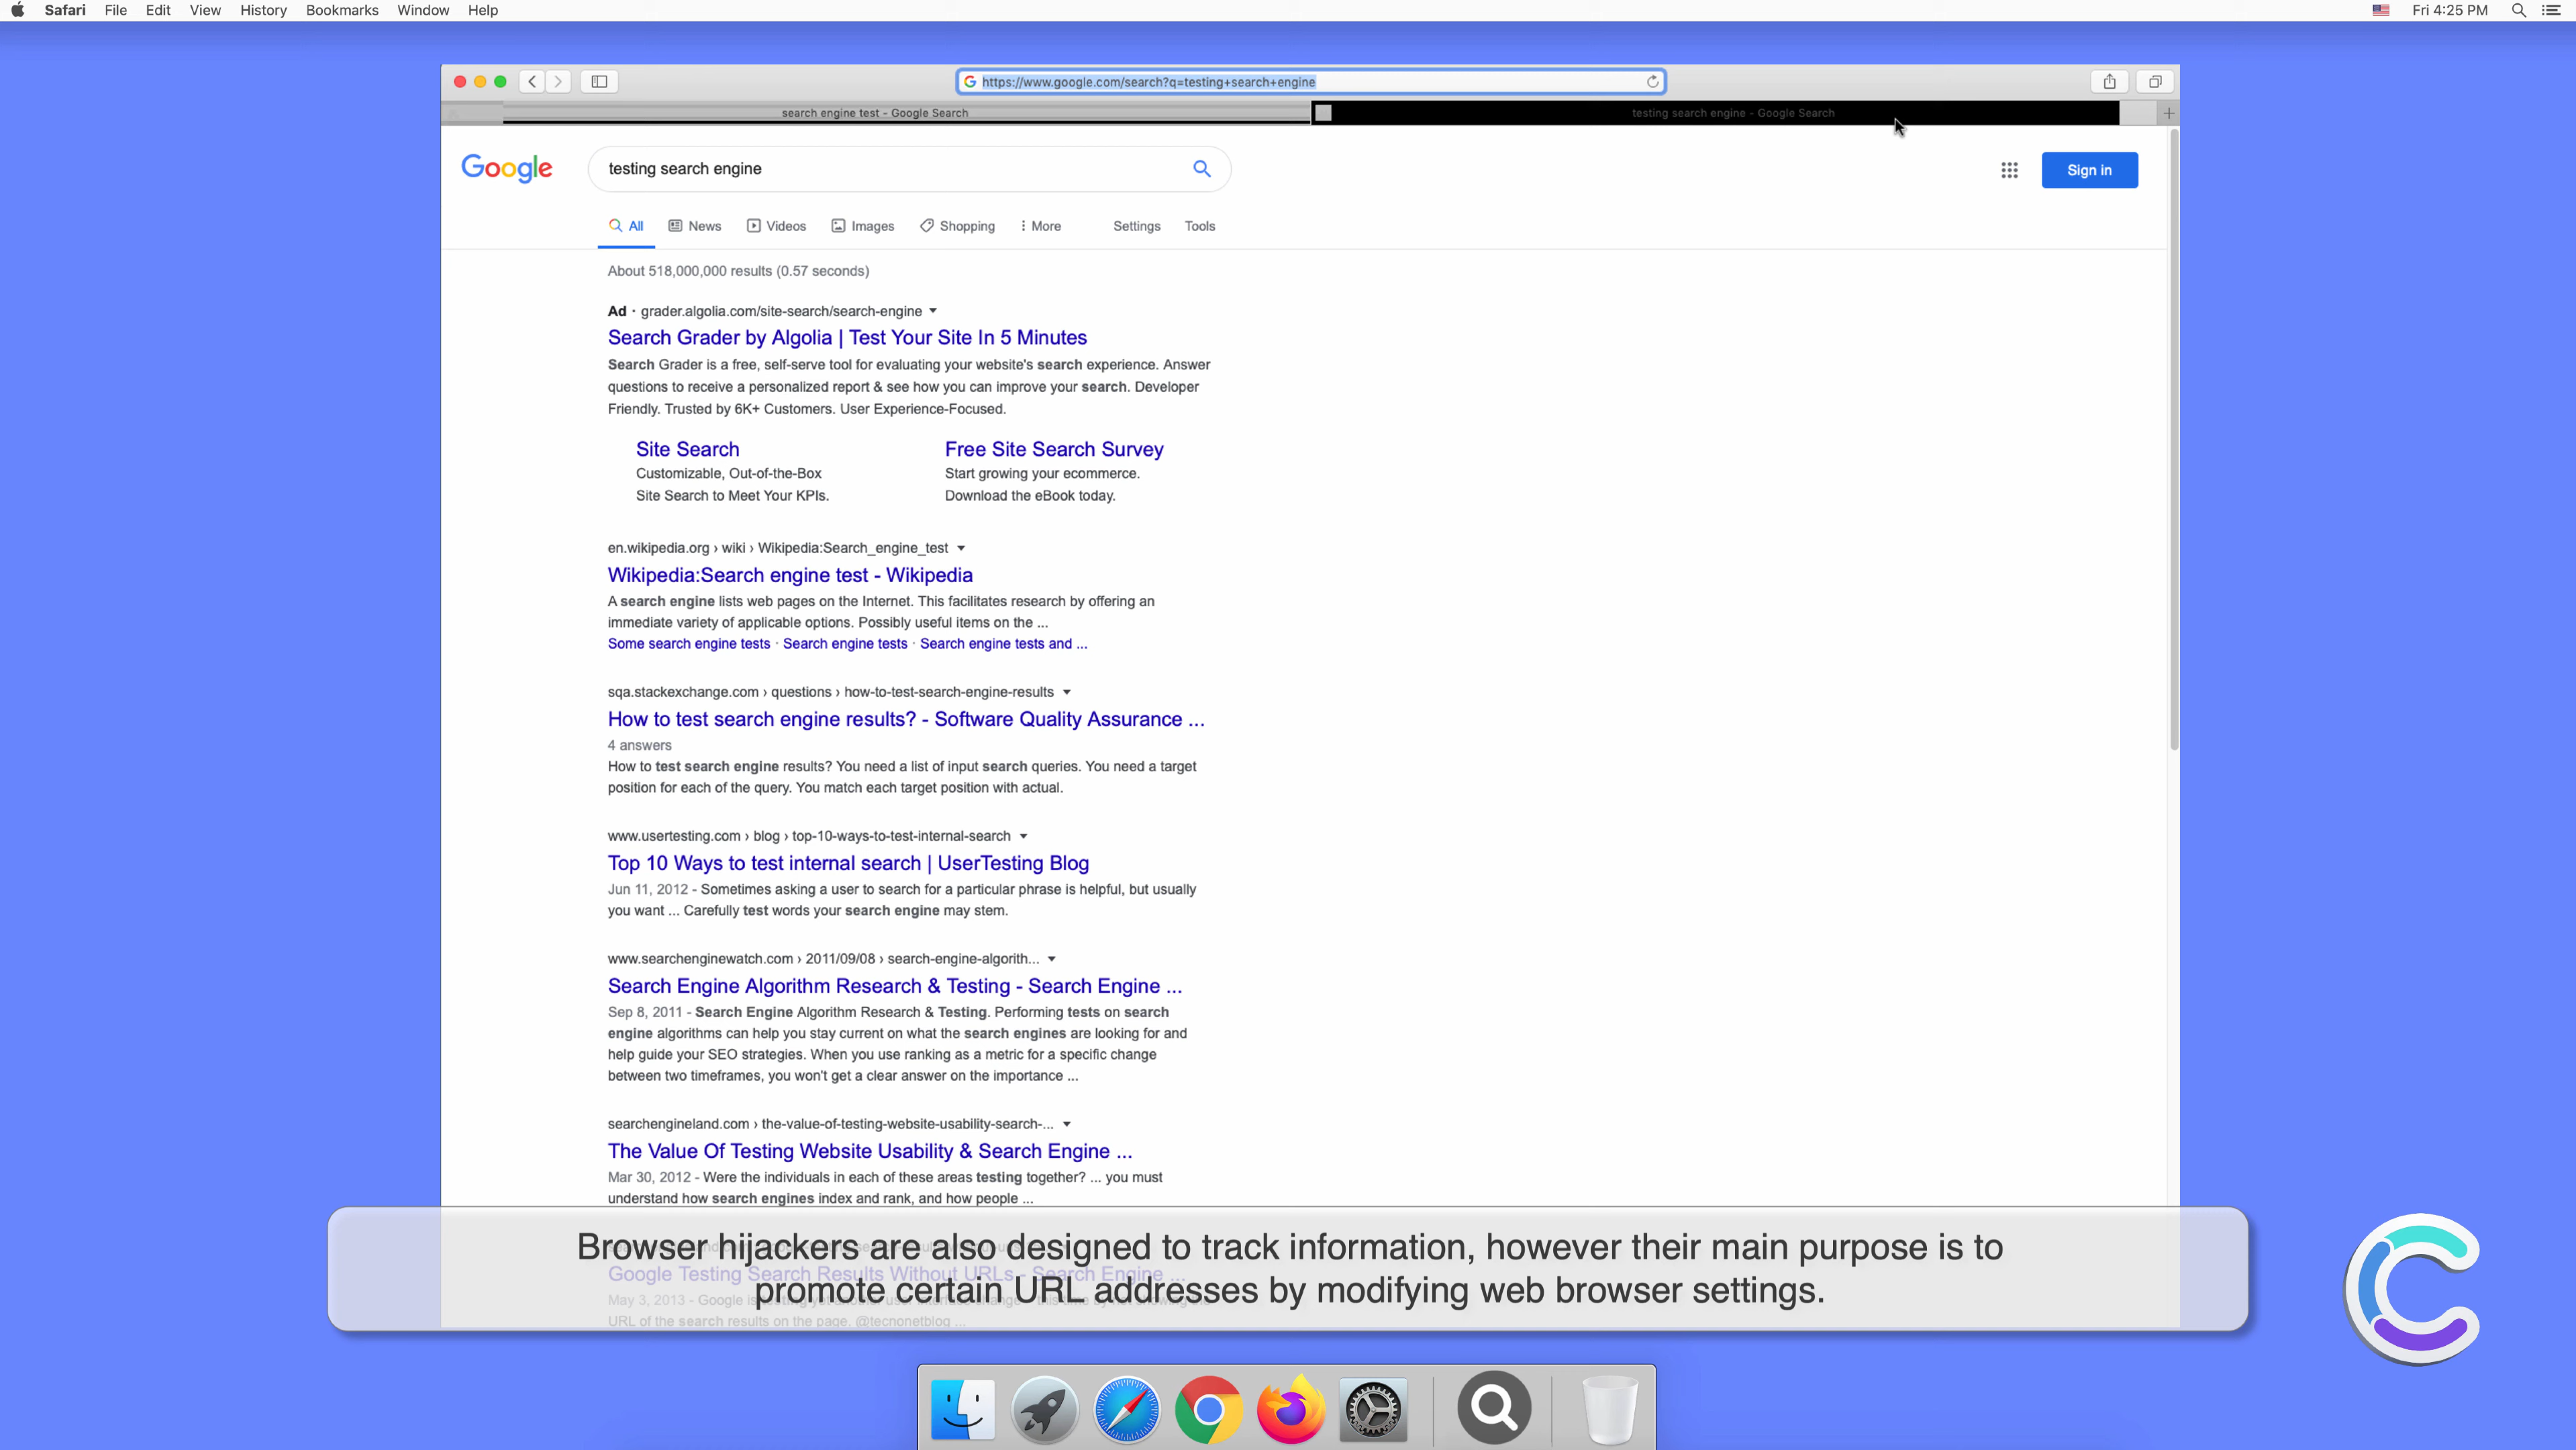 Safari File Edit View History Bookmarks Window Help
Fri 4:25 PM
https://www.google.com/search?q=testing+search+engine
search engine test - Google Search
testing search engine - Google Search
Google
testing search engine
Sign in
All News Videos Images Shopping More Settings Tools
About 518,000,000 results (0.57 seconds)
Ad · grader.algolia.com/site-search/search-engine
Search Grader by Algolia | Test Your Site In 5 Minutes
Search Grader is a free, self-serve tool for evaluating your website's search experience. Answer
questions to receive a personalized report & see how you can improve your search. Developer
Friendly. Trusted by 6K+ Customers. User Experience-Focused.
Site Search
Customizable, Out-of-the-Box
Site Search to Meet Your KPIs.
Free Site Search Survey
Start growing your ecommerce.
Download the eBook today.
en.wikipedia.org › wiki › Wikipedia:Search_engine_test
Wikipedia:Search engine test - Wikipedia
A search engine lists web pages on the Internet. This facilitates research by offering an
immediate variety of applicable options. Possibly useful items on the ...
Some search engine tests · Search engine tests · Search engine tests and ...
sqa.stackexchange.com › questions › how-to-test-search-engine-results
How to test search engine results? - Software Quality Assurance ...
4 answers
How to test search engine results? You need a list of input search queries. You need a target
position for each of the query. You match each target position with actual.
www.usertesting.com › blog › top-10-ways-to-test-internal-search
Top 10 Ways to test internal search | UserTesting Blog
Jun 11, 2012 - Sometimes asking a user to search for a particular phrase is helpful, but usually
you want ... Carefully test words your search engine may stem.
www.searchenginewatch.com › 2011/09/08 › search-engine-algorith...
Search Engine Algorithm Research & Testing - Search Engine ...
Sep 8, 2011 - Search Engine Algorithm Research & Testing. Performing tests on search
engine algorithms can help you stay current on what the search engines are looking for and
help guide your SEO strategies. When you use ranking as a metric for a specific change
between two timeframes, you won't get a clear answer on the importance ...
searchengineland.com › the-value-of-testing-website-usability-search-...
The Value Of Testing Website Usability & Search Engine ...
Mar 30, 2012 - Were the individuals in each of these areas testing together? ... you must
understand how search engines index and rank, and how people ...
Browser hijackers are also designed to track information, however their main purpose is to
promote certain URL addresses by modifying web browser settings.
Google Testing Search Results Without URLs - Search Engine ...
May 3, 2013 - Google is
URL of the search results on the page. @tecnonetblog ...